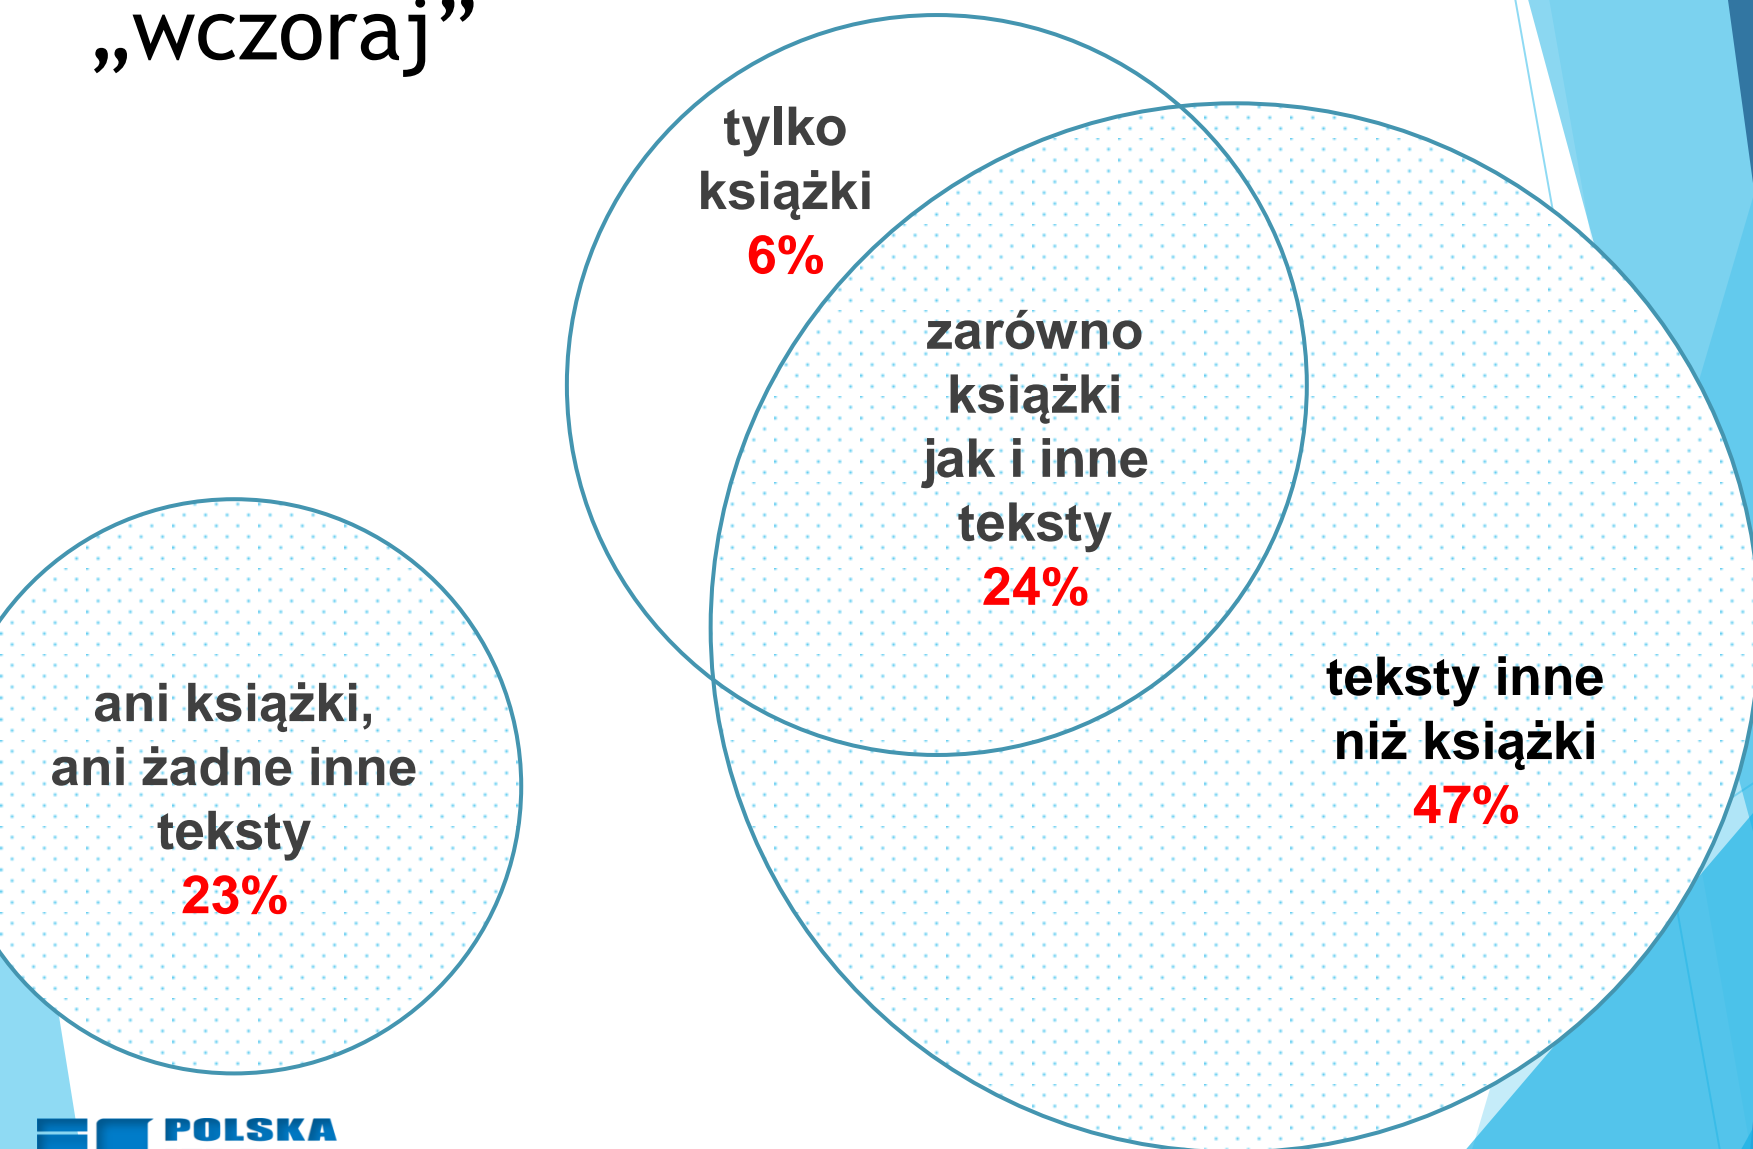 „wczoraj”
tylko
książki
6%
zarówno
książki
jak i inne
teksty
24%
teksty inne
niż książki
47%
ani książki,
ani żadne inne
teksty
23%
POLSKA